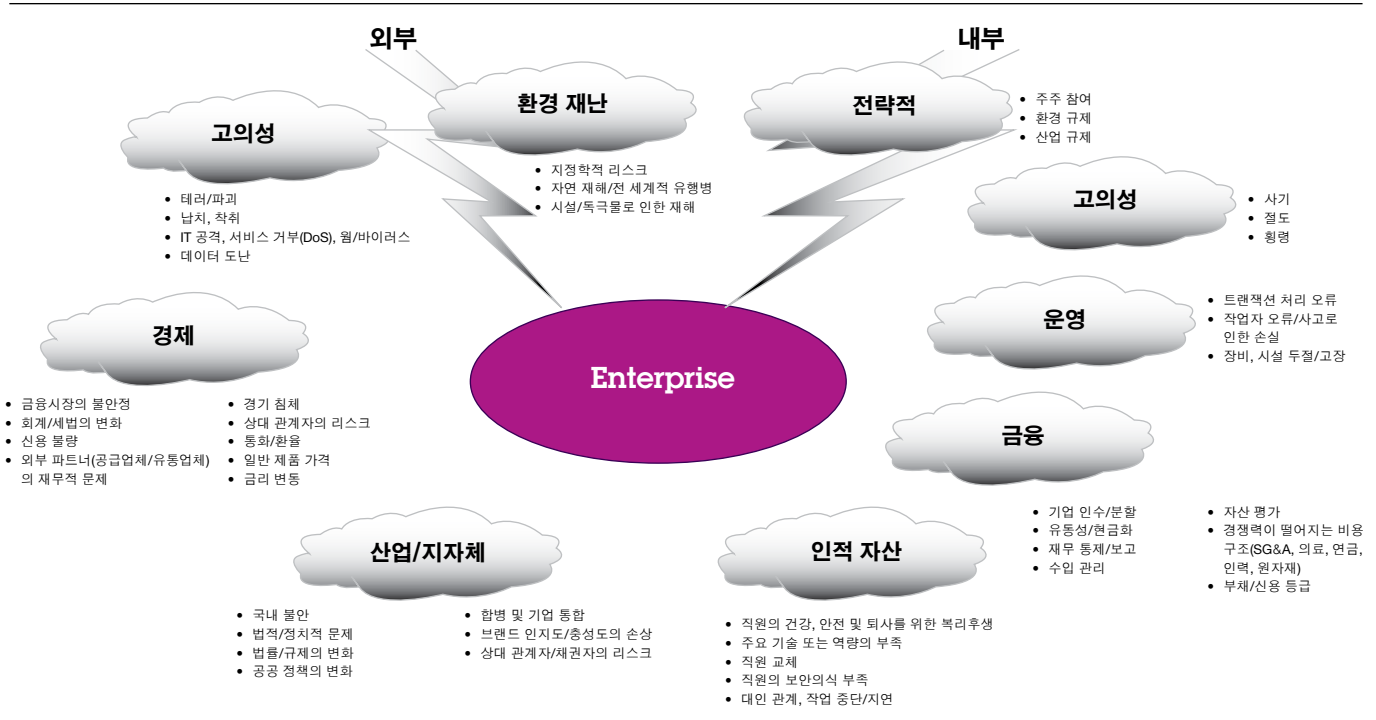 외부
내부
환경 재난
• 지정학적 리스크
• 자연 재해/전 세계적 유행병
• 시설/독극물로 인한 재해
고의성
• 테러/파괴
• 납치, 착취
• IT 공격, 서비스 거부(DoS), 웜/바이러스
• 데이터 도난
전략적
• 주주 참여
• 환경 규제
• 산업 규제
고의성
• 사기
• 절도
• 횡령
경제
• 금융시장의 불안정
• 회계/세법의 변화
• 신용 불량
• 외부 파트너(공급업체/유통업체)
의 재무적 문제
• 경기 침체
• 상대 관계자의 리스크
• 통화/환율
• 일반 제품 가격
• 금리 변동
Enterprise
운영
• 트랜잭션 처리 오류
• 작업자 오류/사고로
인한 손실
• 장비, 시설 두절/고장
금융
• 기업 인수/분할
• 유동성/현금화
• 재무 통제/보고
• 수입 관리
• 자산 평가
• 경쟁력이 떨어지는 비용
구조(SG&A, 의료, 연금,
인력, 원자재)
• 부채/신용 등급
산업/지자체
• 국내 불안
• 법적/정치적 문제
• 법률/규제의 변화
• 공공 정책의 변화
• 합병 및 기업 통합
• 브랜드 인지도/충성도의 손상
• 상대 관계자/채권자의 리스크
인적 자산
• 직원의 건강, 안전 및 퇴사를 위한 복리후생
• 주요 기술 또는 역량의 부족
• 직원 교체
• 직원의 보안의식 부족
• 대인 관계, 작업 중단/지연